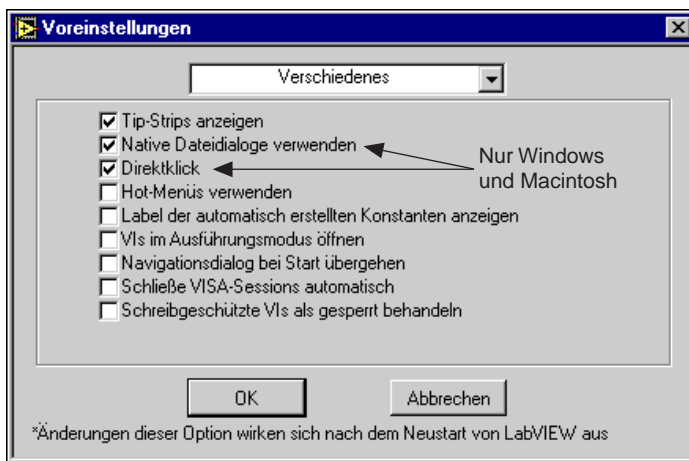 Voreinstellungen
Verschiedenes
Tip-Strips anzeigen
Native Dateidialoge verwenden
Direktklick
Nur Windows
und Macintosh
Hot-Menüs verwenden
Label der automatisch erstellten Konstanten anzeigen
VIs im Ausführungsmodus öffnen
Navigationsdialog bei Start übergehen
Schließe VISA-Sessions automatisch
Schreibgeschützte VIs als gesperrt behandeln
OK
Abbrechen
*Änderungen dieser Option wirken sich nach dem Neustart von LabVIEW aus